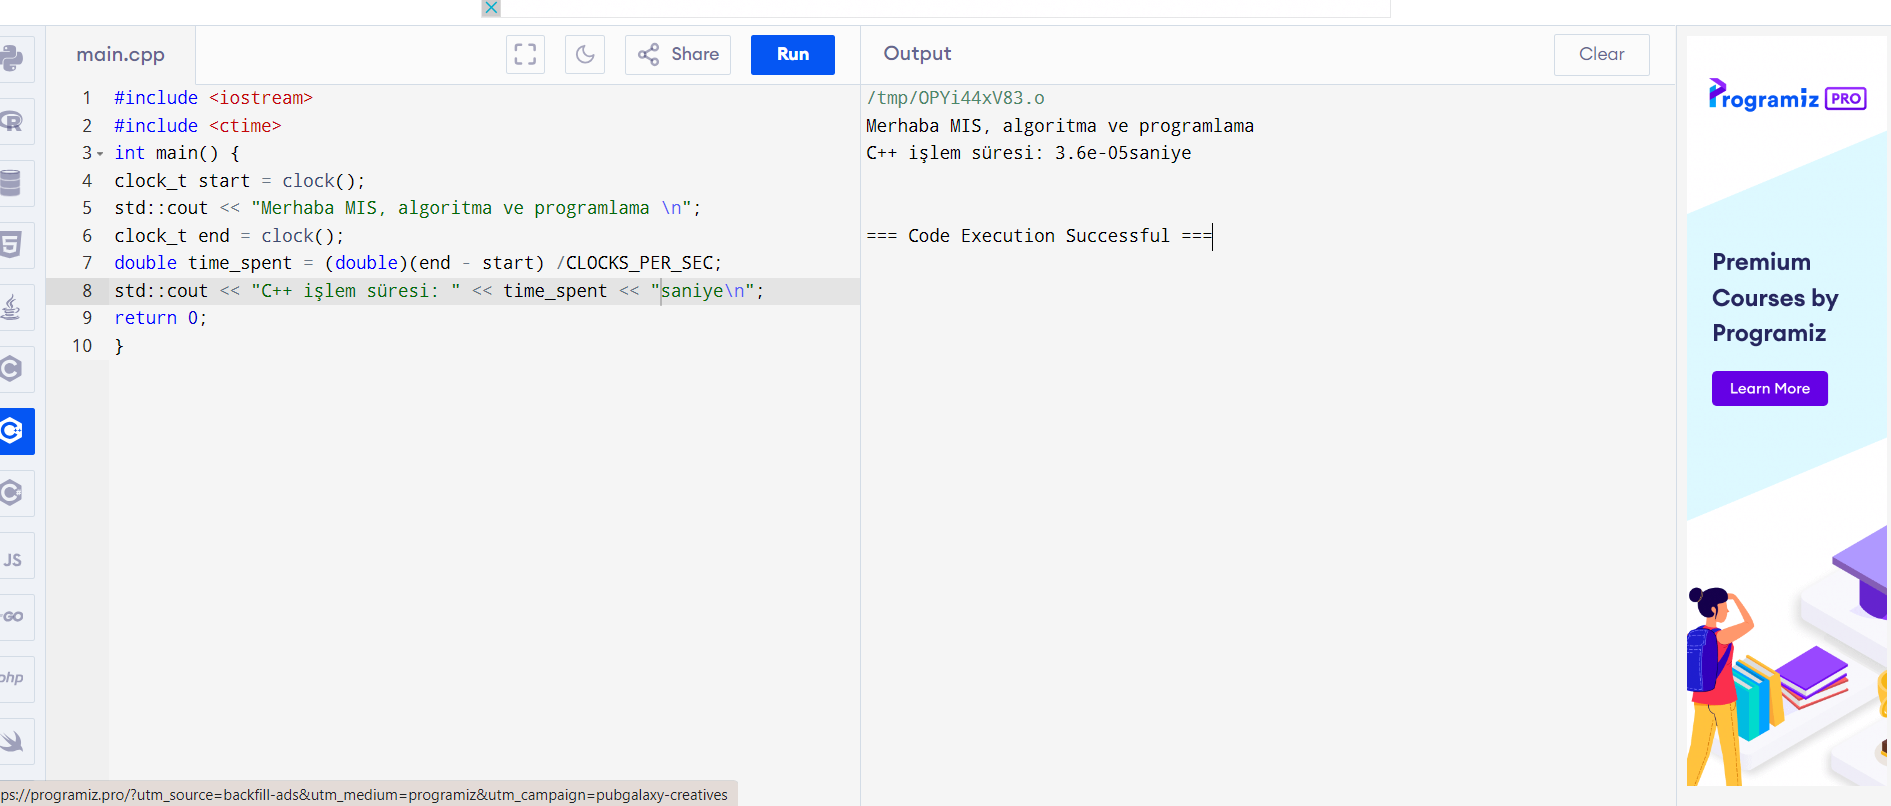 main.cpp
Share
Run
Output
Clear
1 #include <iostream>
2 #include <ctime>
3 int main() {
4 clock_t start = clock();
5 std::cout << "Merhaba MIS, algoritma ve programlama \n";
6 clock_t end = clock();
7 double time_spent = (double)(end - start) /CLOCKS_PER_SEC;
8 std::cout << "C++ işlem süresi: " << time_spent << "saniye\n";
9 return 0;
10 }
/tmp/OPYi44xV83.o
Merhaba MIS, algoritma ve programlama
C++ işlem süresi: 3.6e-05saniye
=== Code Execution Successful ===
R
5
C
C
C
JS
GO
php
Programiz PRO
Premium
Courses by
Programiz
Learn More
ps://programiz.pro/?utm_source=backfill-ads&utm_medium=programiz&utm_campaign=pubgalaxy-creatives